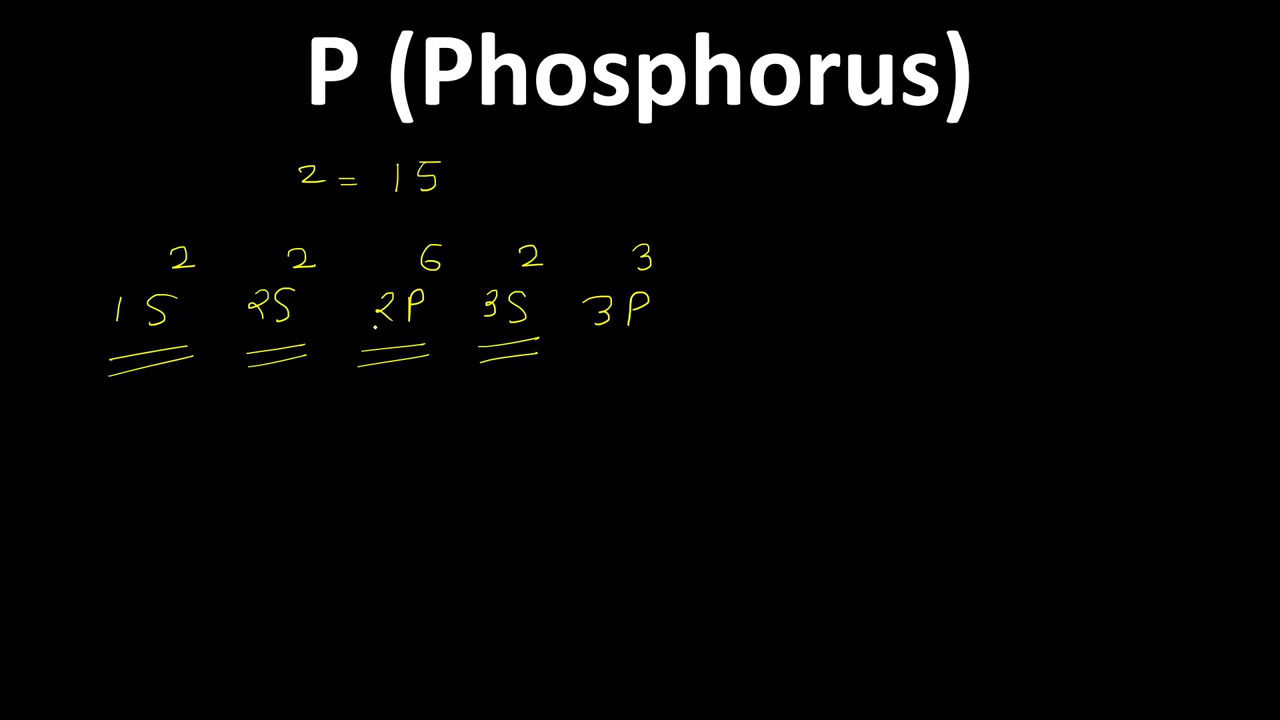 P (Phosphorus)
z = 15
1S² 2S² 2P⁶ 3S² 3P³